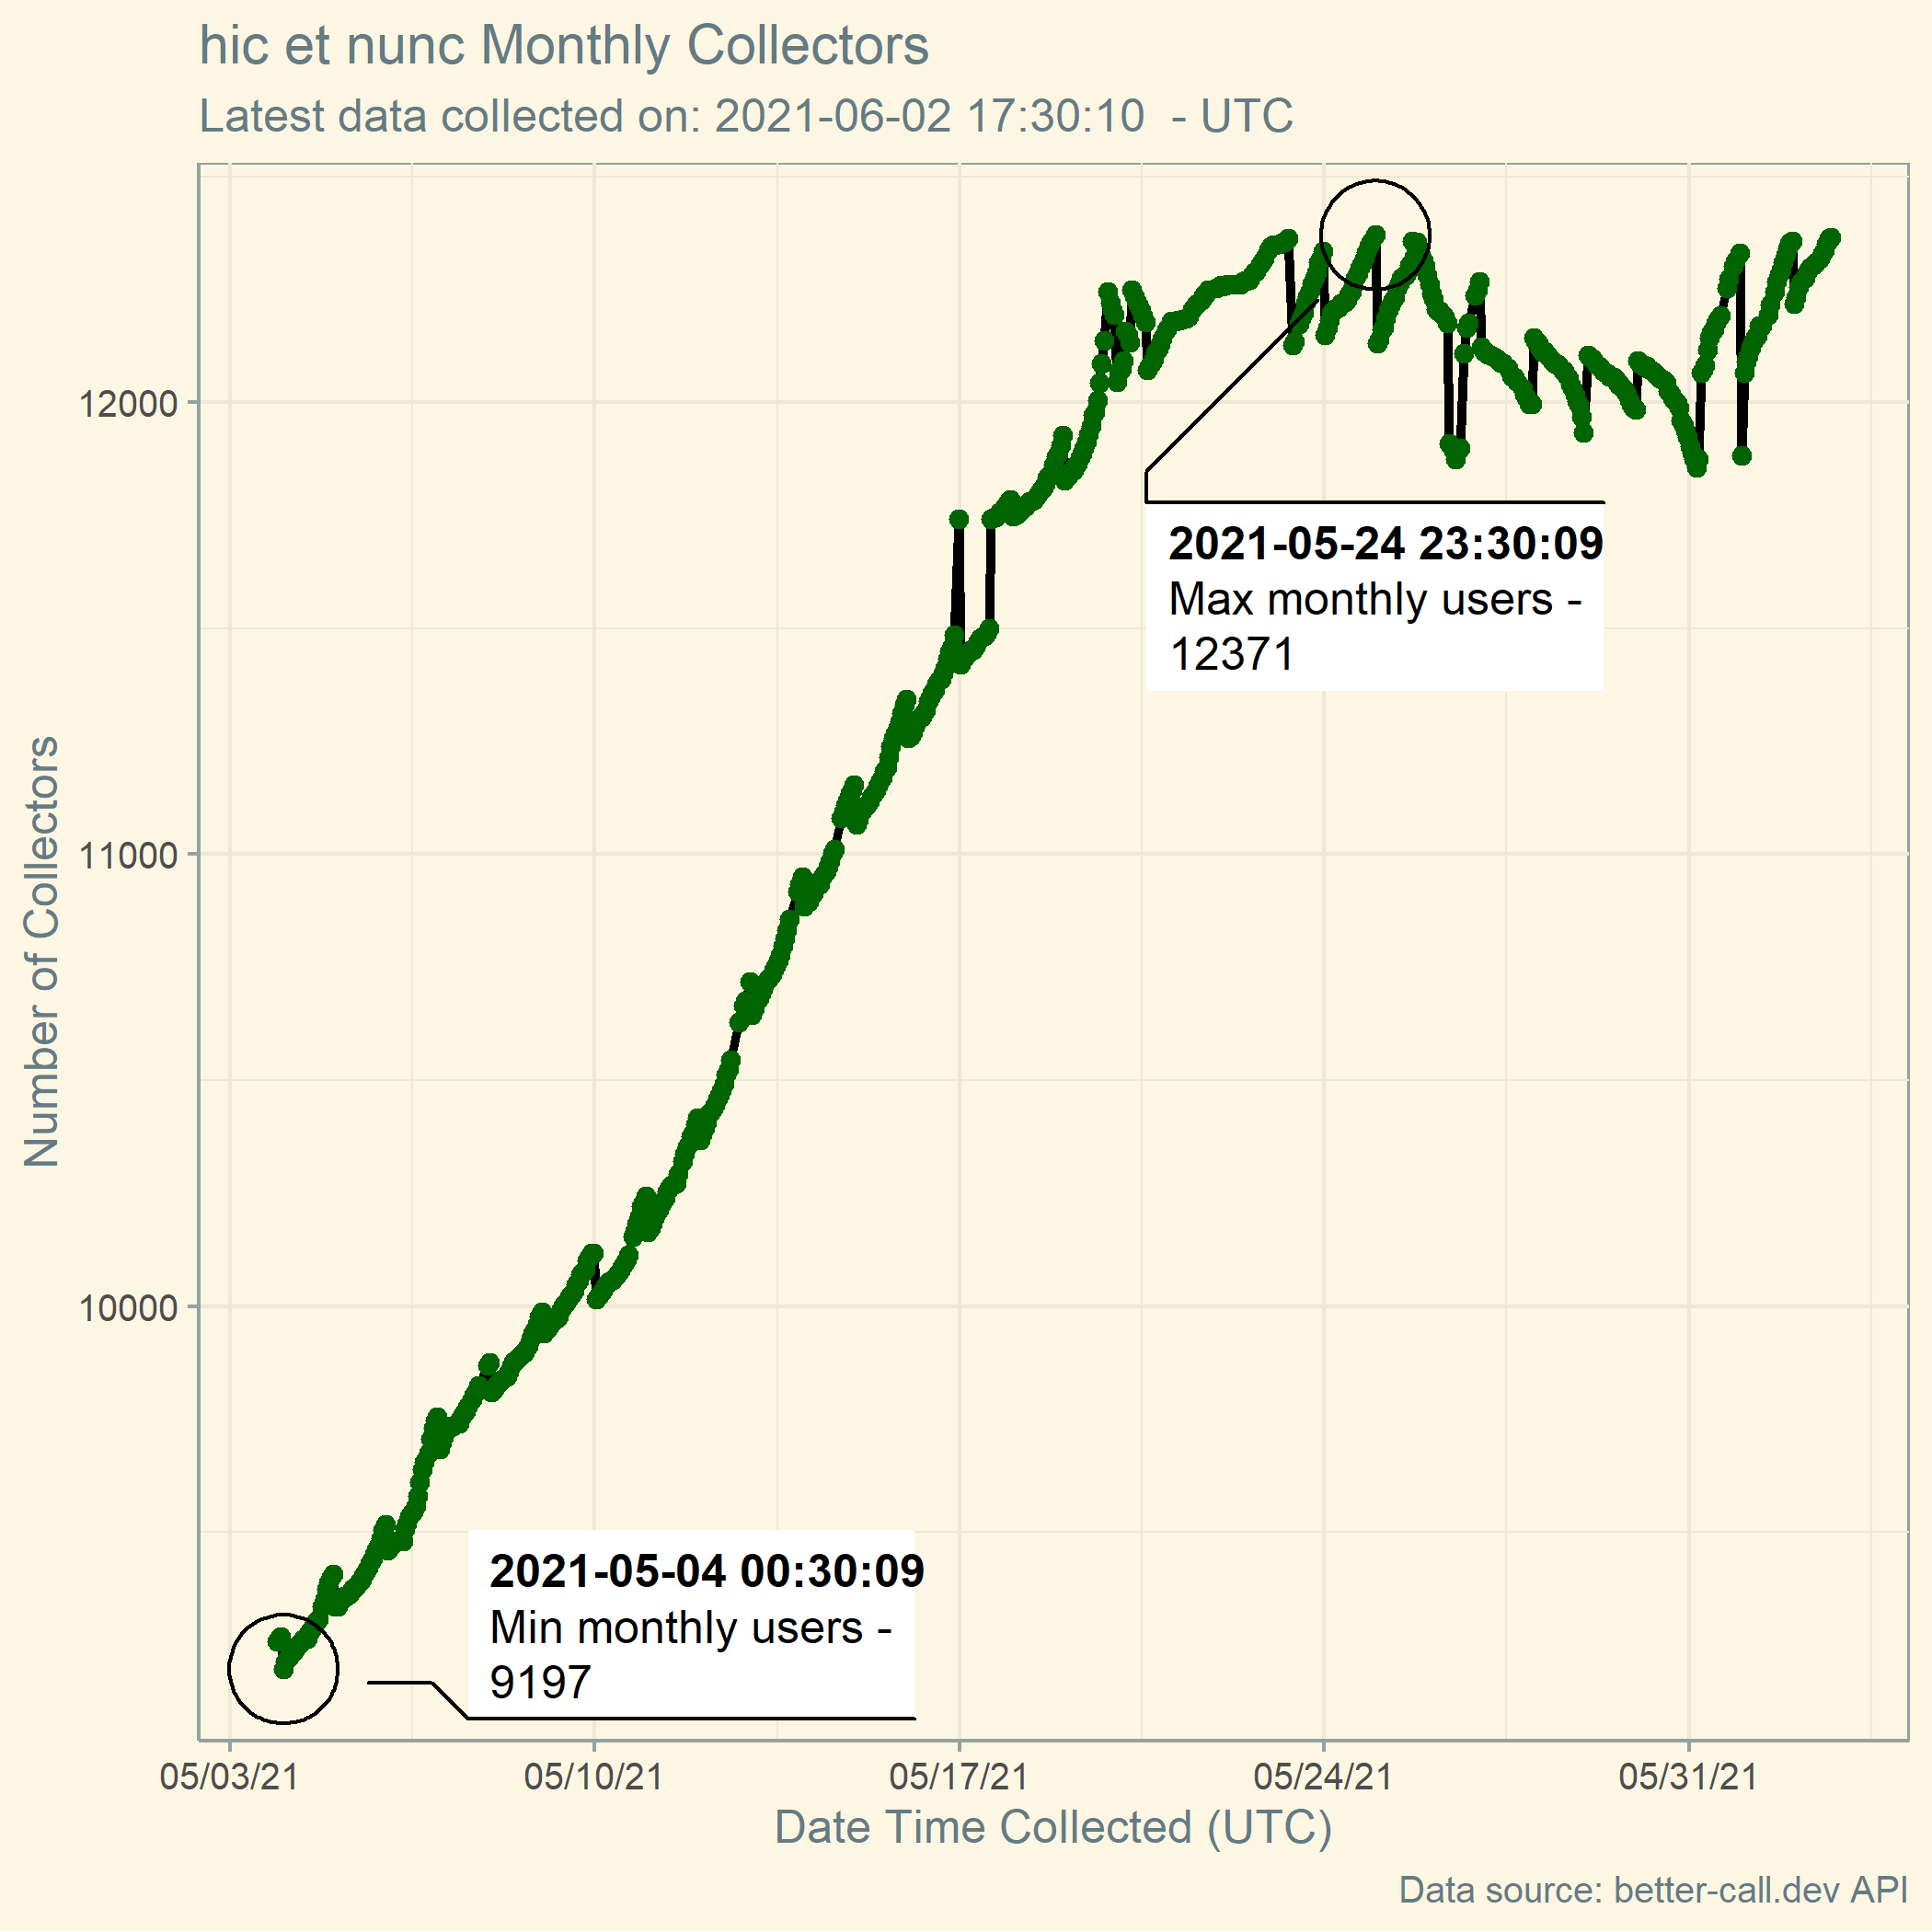 hic et nunc Monthly Collectors
Latest data collected on: 2021-06-02 17:30:10  - UTC
Number of Collectors
12000
11000
10000
2021-05-24 23:30:09
Max monthly users -
12371
2021-05-04 00:30:09
Min monthly users -
9197
05/03/21
05/10/21
05/17/21
05/24/21
05/31/21
Date Time Collected (UTC)
Data source: better-call.dev API